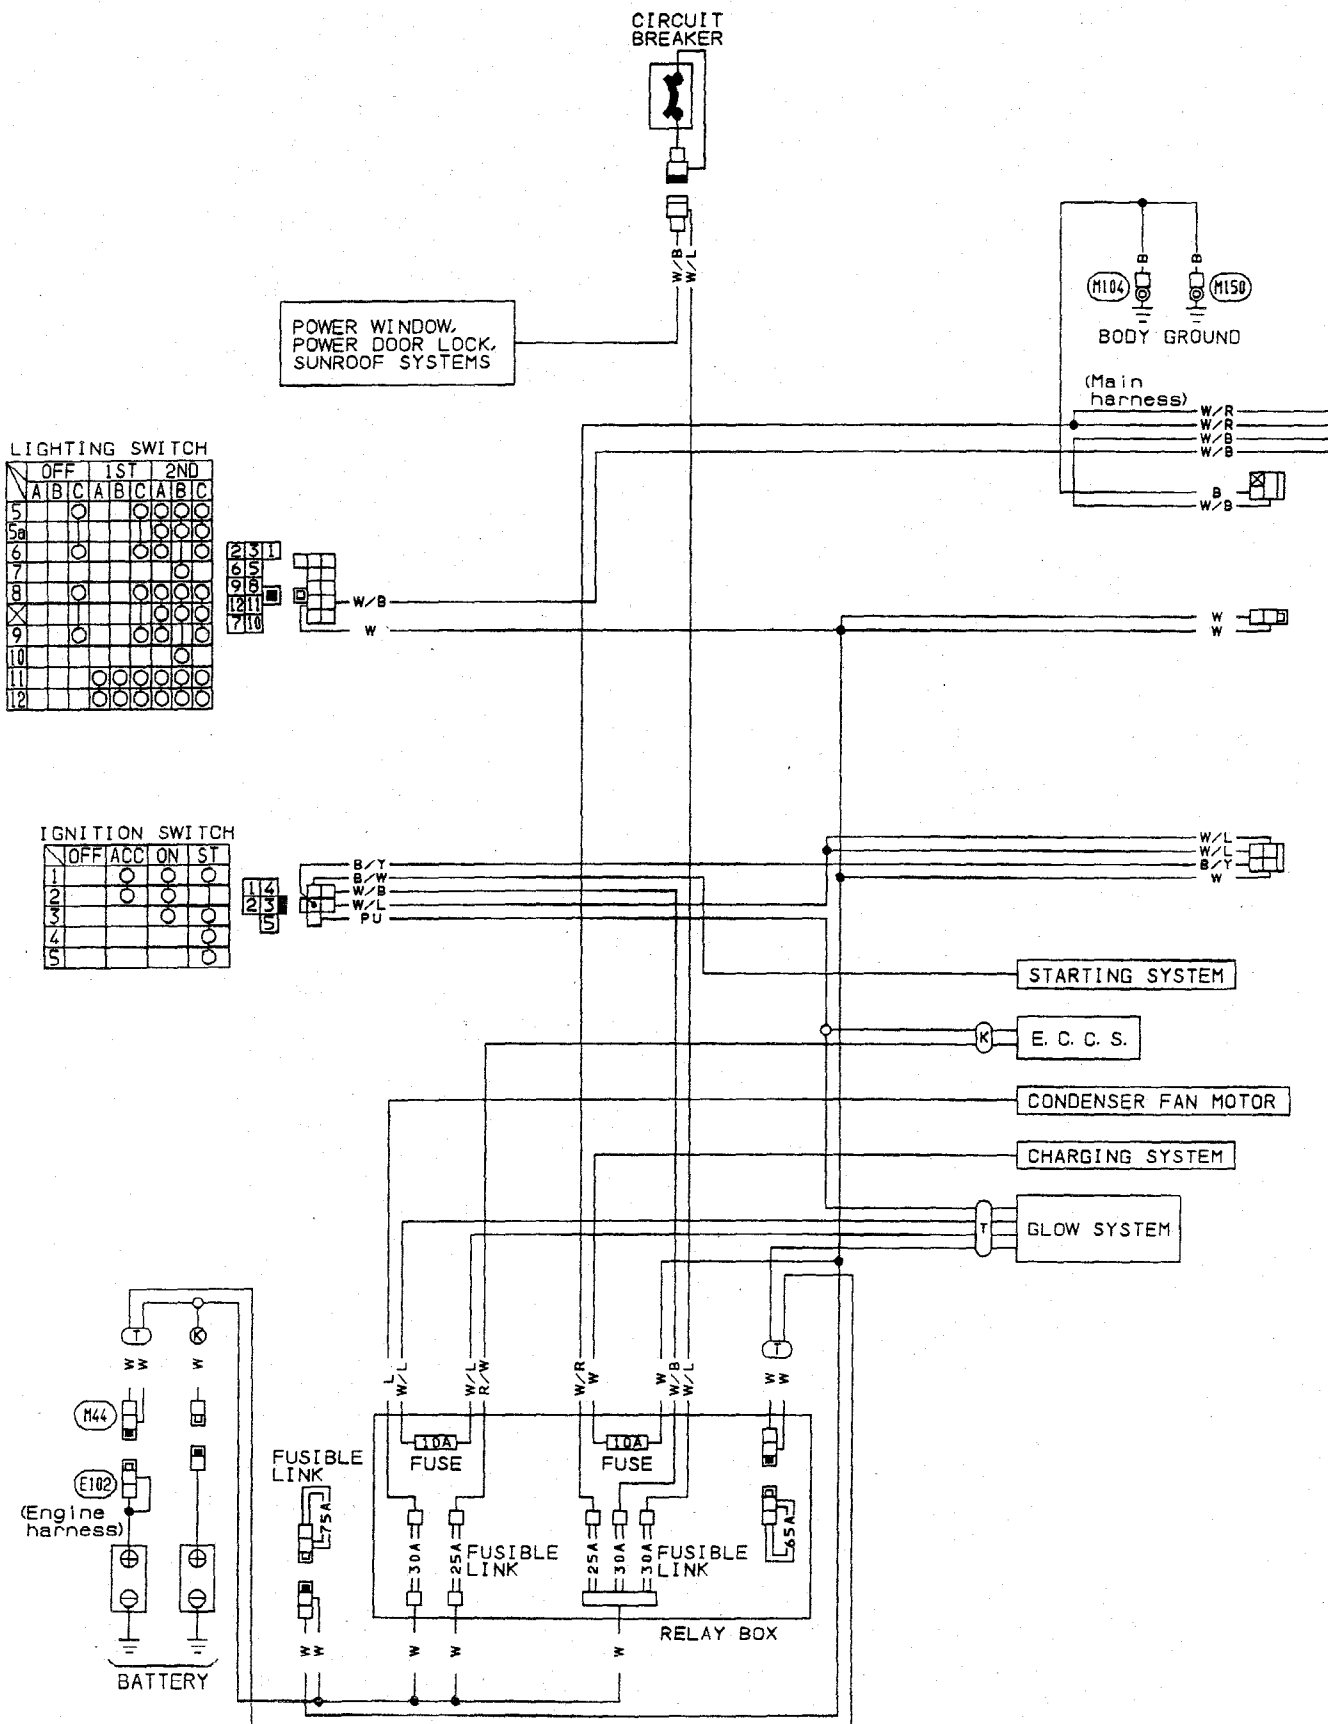 CIRCUIT
BREAKER
W/B
W/L
B
B
M104
M150
BODY GROUND
POWER WINDOW,
POWER DOOR LOCK,
SUNROOF SYSTEMS
(Main
harness)
W/R
W/R
W/B
W/B
B
W/B
LIGHTING SWITCH
OFF 1ST 2ND
A B C A B C A B C
5
5a
6
7
8
9
10
11
12
2 3 1
6 5
9 8
12 11
7 10
W/B
W
W
W
IGNITION SWITCH
OFF ACC ON ST
1
2
3
4
5
1 4
2 3
5
B/Y
B/W
W/B
W/L
PU
W/L
W/L
B/Y
W
STARTING SYSTEM
K
E. C. C. S.
CONDENSER FAN MOTOR
CHARGING SYSTEM
T
GLOW SYSTEM
T
K
T
W
W
W
L
W/L
W/L
R/W
W/R
W
W
W/B
W/L
W
W
M44
E102
(Engine
harness)
BATTERY
FUSIBLE
LINK
75A
10A
FUSE
10A
FUSE
30A
25A
FUSIBLE
LINK
25A
30A
30A
FUSIBLE
LINK
65A
RELAY BOX
W
W
W
W
W